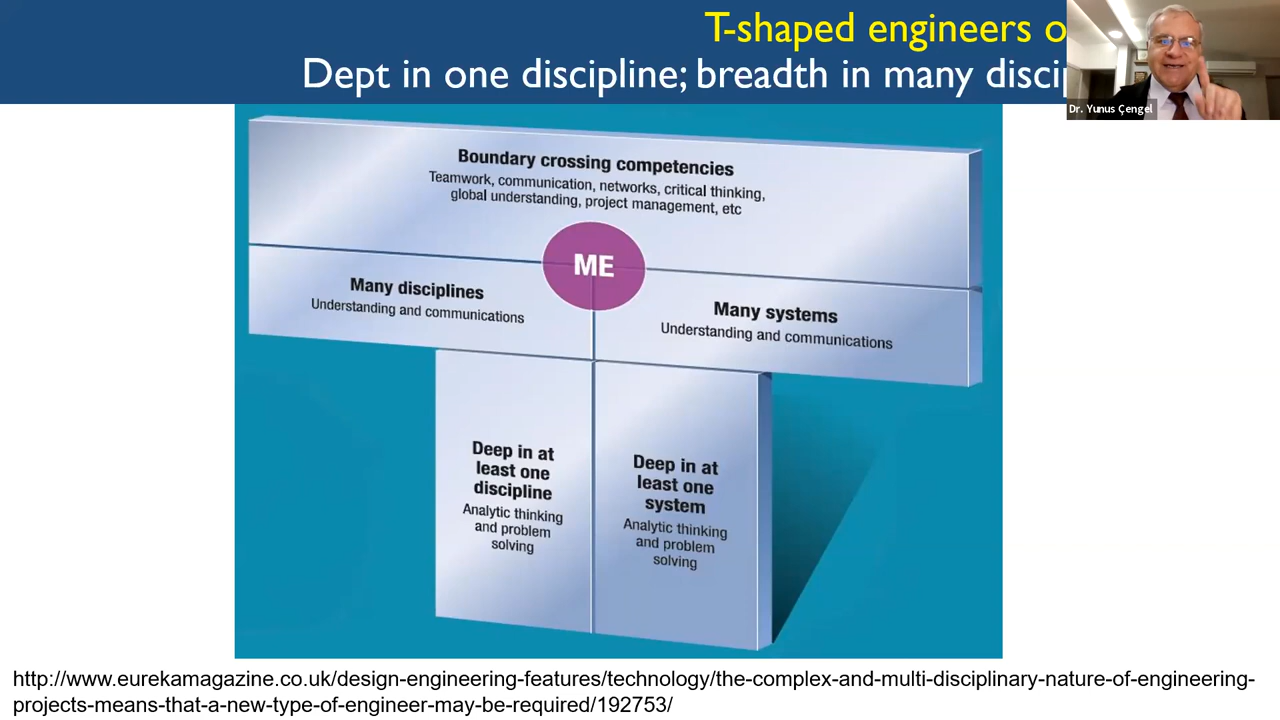 T-shaped engineers
Dept in one discipline; breadth in many
Dr. Yunus Çengel
Boundary crossing competencies
Teamwork, communication, networks, critical thinking,
global understanding, project management, etc
ME
Many disciplines
Understanding and communications
Many systems
Understanding and communications
Deep in at
least one
discipline
Analytic thinking
and problem
solving
Deep in at
least one
system
Analytic thinking
and problem
solving
http://www.eurekamagazine.co.uk/design-engineering-features/technology/the-complex-and-multi-disciplinary-nature-of-engineering-
projects-means-that-a-new-type-of-engineer-may-be-required/192753/